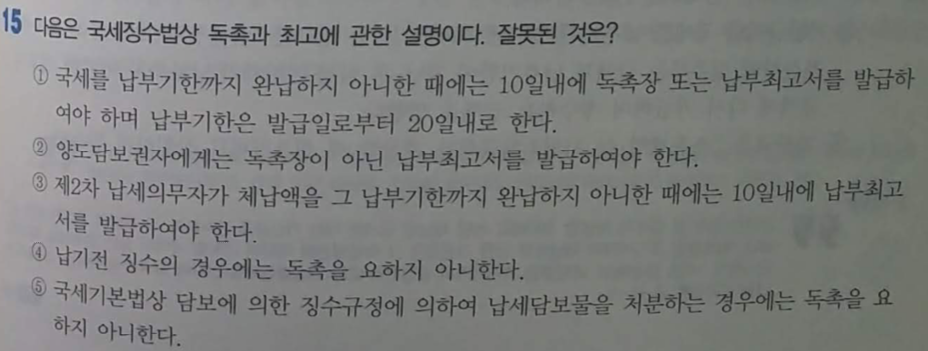 15 다음은 국세징수법상 독촉과 최고에 관한 설명이다. 잘못된 것은?
① 국세를 납부기한까지 완납하지 아니한 때에는 10일내에 독촉장 또는 납부최고서를 발급하
여야 하며 납부기한은 발급일로부터 20일내로 한다.
② 양도담보권자에게는 독촉장이 아닌 납부최고서를 발급하여야 한다.
③ 제2차 납세의무자가 체납액을 그 납부기한까지 완납하지 아니한 때에는 10일내에 납부최고
서를 발급하여야 한다.
④ 납기전 징수의 경우에는 독촉을 요하지 아니한다.
⑤ 국세기본법상 담보에 의한 징수규정에 의하여 납세담보물을 처분하는 경우에는 독촉을 요
하지 아니한다.